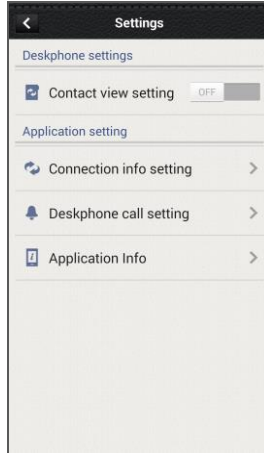 Settings
Deskphone settings
Contact view setting OFF
Application setting
Connection info setting
Deskphone call setting
Application Info